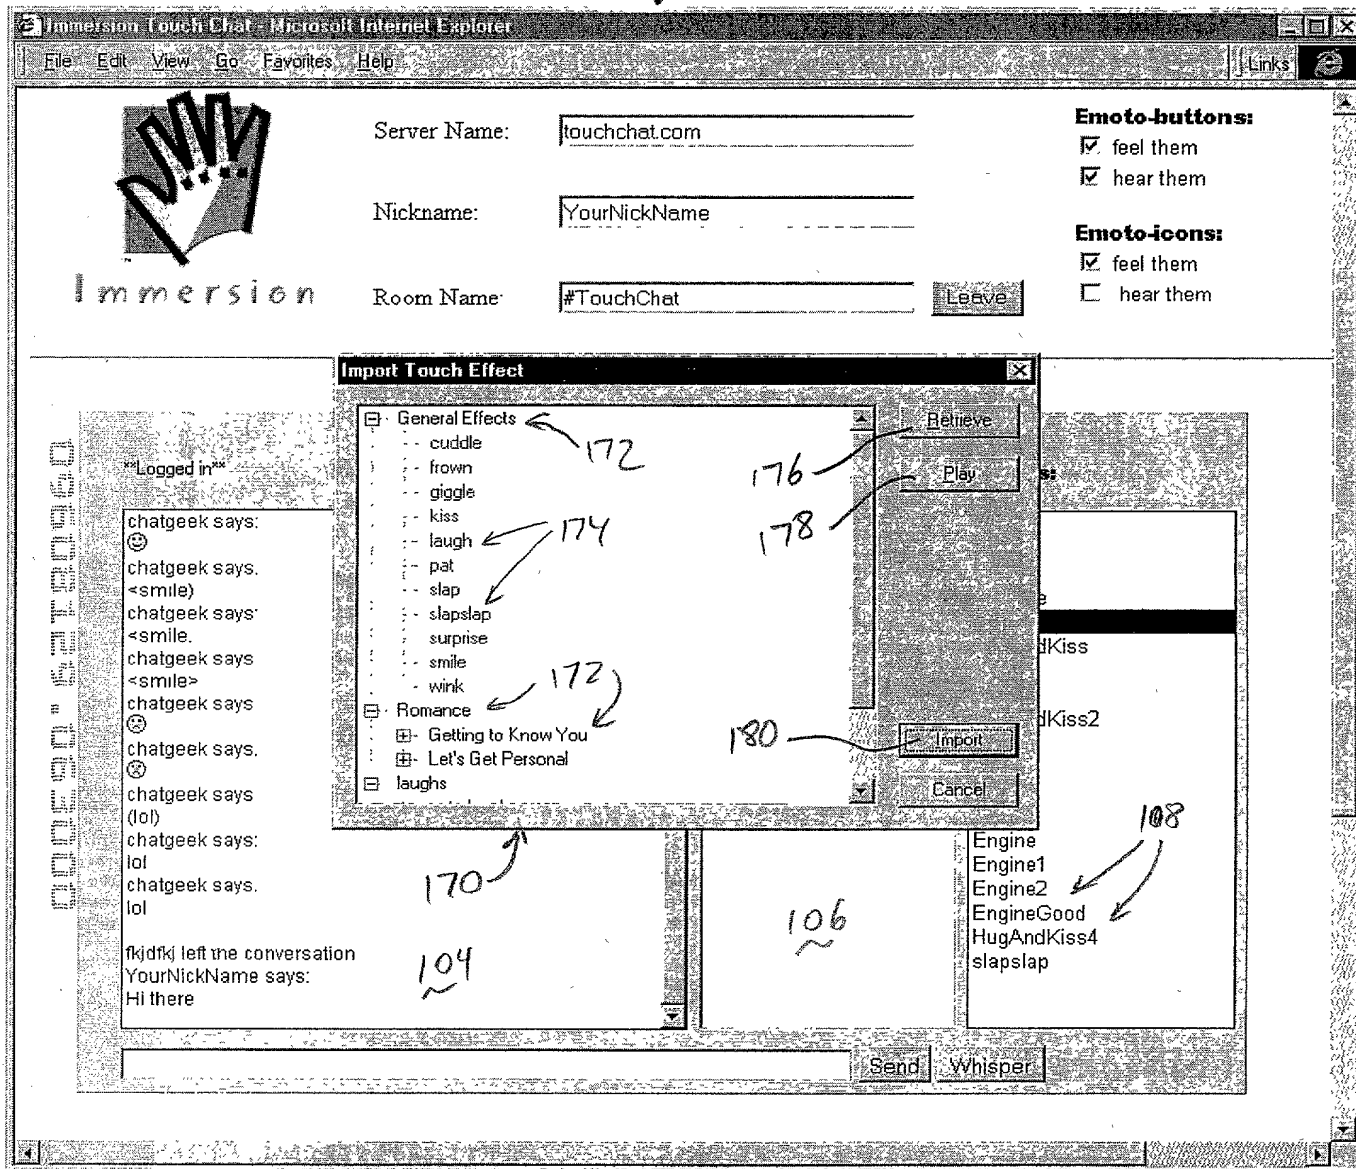 Immersion Touch Chat - Microsoft Internet Explorer
File Edit View Go Favorites Help Links
Immersion
Server Name: touchchat.com
Nickname: YourNickName
Room Name: #TouchChat Leave
Emoto-buttons:
feel them
hear them
Emoto-icons:
feel them
hear them
Import Touch Effect
General Effects
cuddle
frown
giggle
kiss
laugh
pat
slap
slapslap
surprise
smile
wink
Romance
Getting to Know You
Let's Get Personal
laughs
Retrieve
Play
Import
Cancel
172
174
172
176
178
180
170
**Logged in**
chatgeek says:
chatgeek says.
<smile)
chatgeek says:
<smile.
chatgeek says
<smile>
chatgeek says
chatgeek says.
chatgeek says
(lol)
chatgeek says:
lol
chatgeek says.
lol
fkjdfkj left the conversation
YourNickName says:
Hi there
104
106
s:
e
dKiss
dKiss2
108
Engine
Engine1
Engine2
EngineGood
HugAndKiss4
slapslap
Send Whisper